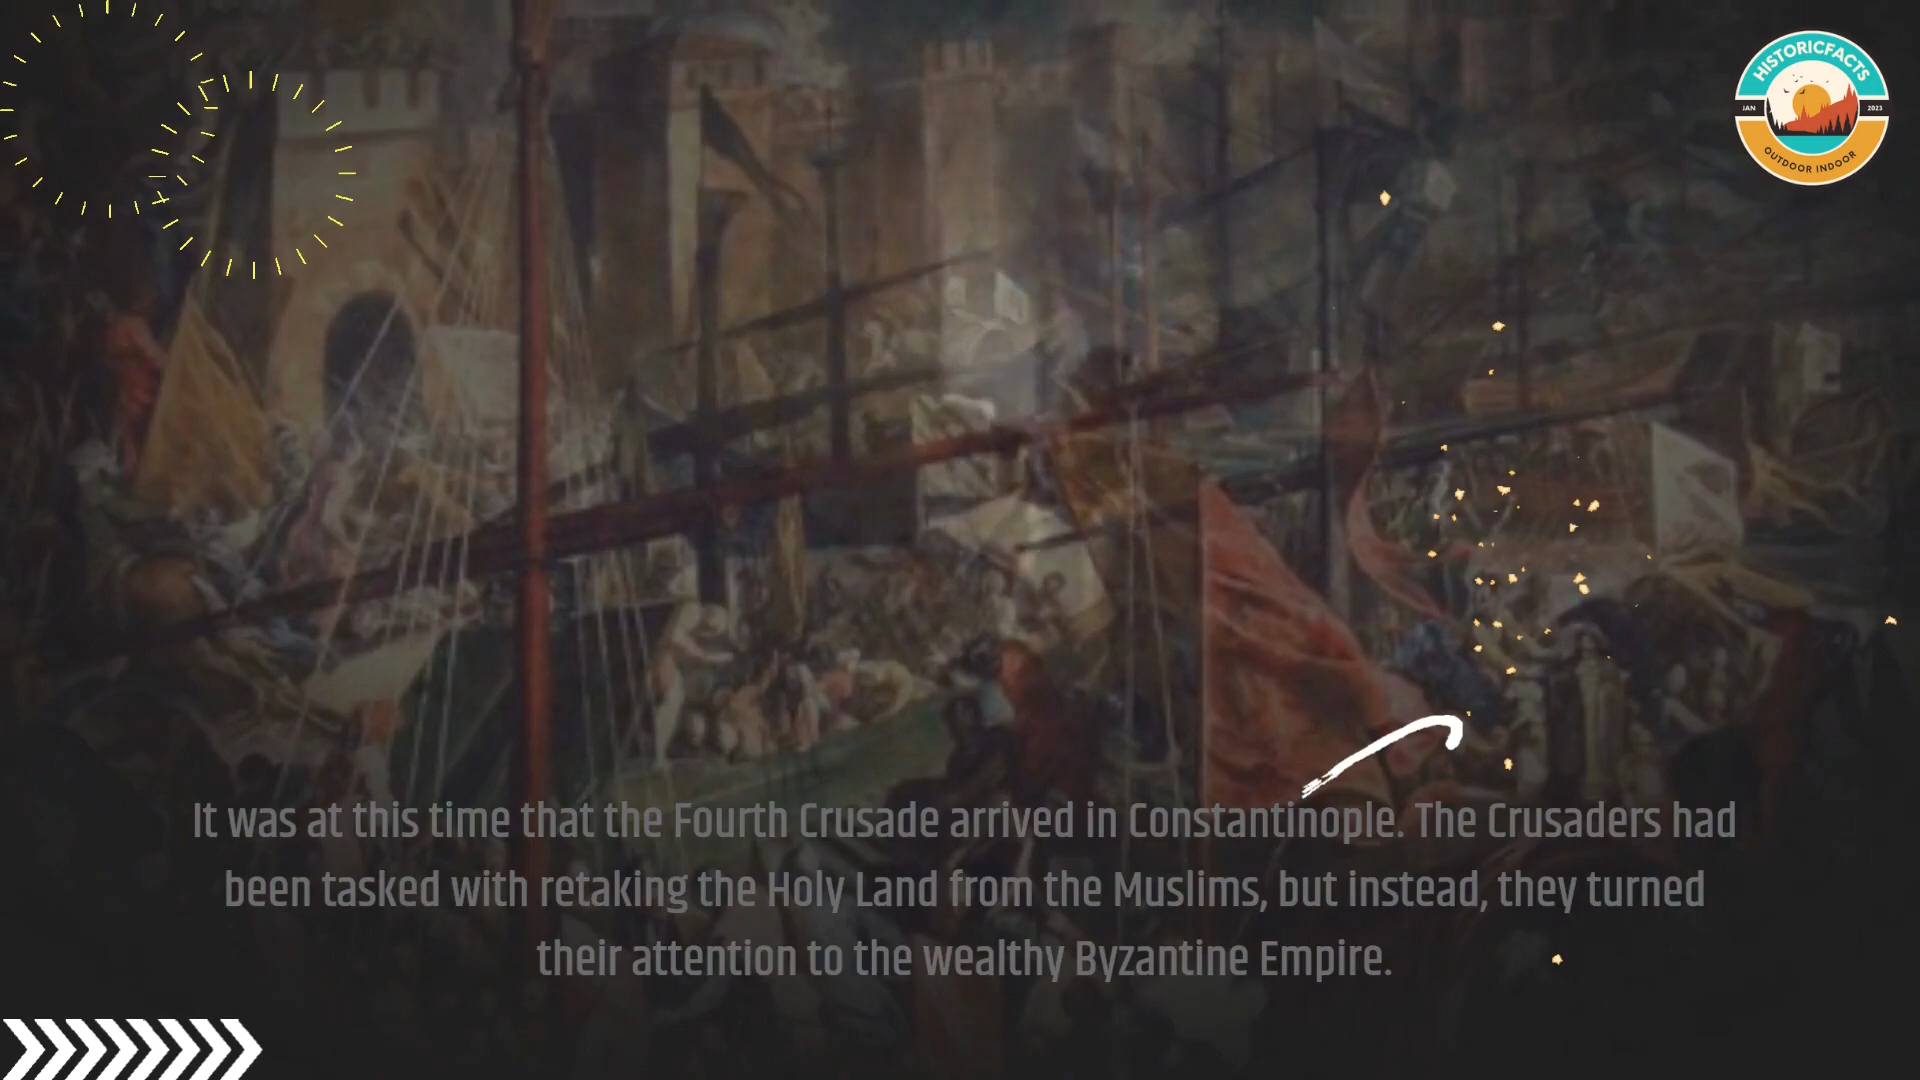 HISTORICFACTS
JAN 2023
OUTDOOR INDOOR
It was at this time that the Fourth Crusade arrived in Constantinople. The Crusaders had
been tasked with retaking the Holy Land from the Muslims, but instead, they turned
their attention to the wealthy Byzantine Empire.